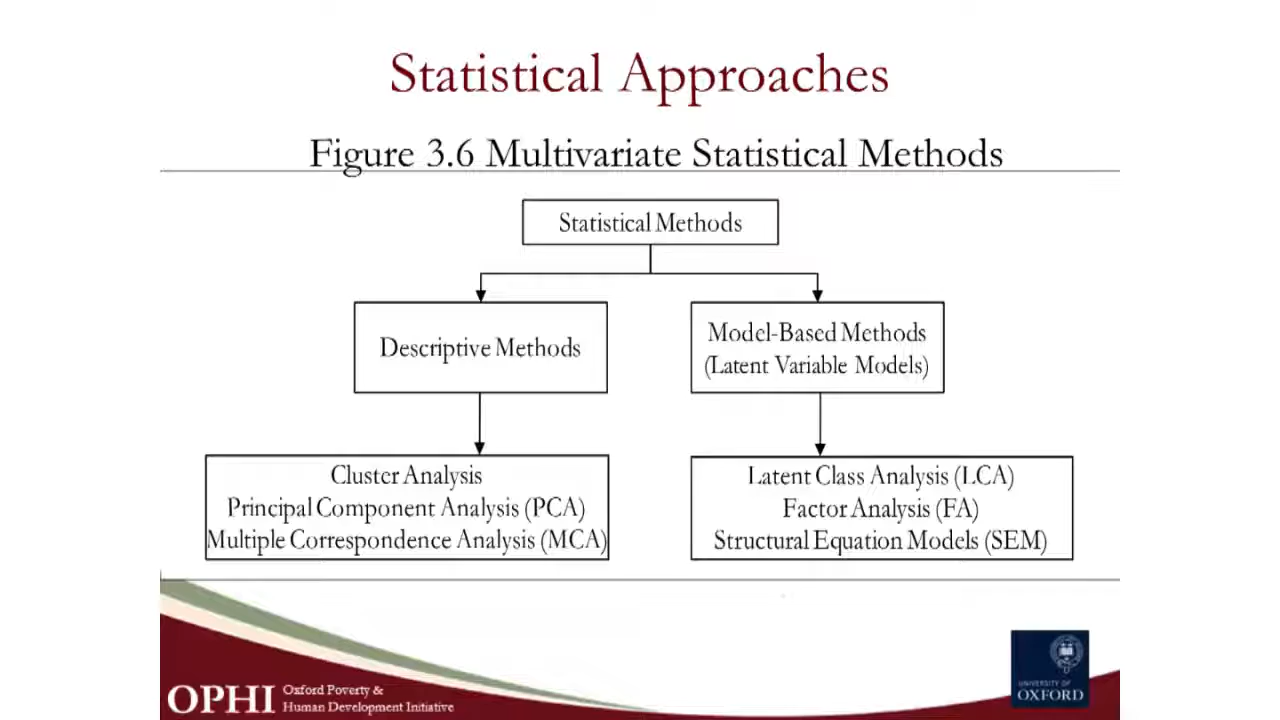 Statistical Approaches
Figure 3.6 Multivariate Statistical Methods
Statistical Methods
Descriptive Methods
Model-Based Methods
(Latent Variable Models)
Cluster Analysis
Principal Component Analysis (PCA)
Multiple Correspondence Analysis (MCA)
Latent Class Analysis (LCA)
Factor Analysis (FA)
Structural Equation Models (SEM)
OPHI
Oxford Poverty &
Human Development Initiative
UNIVERSITY OF
OXFORD